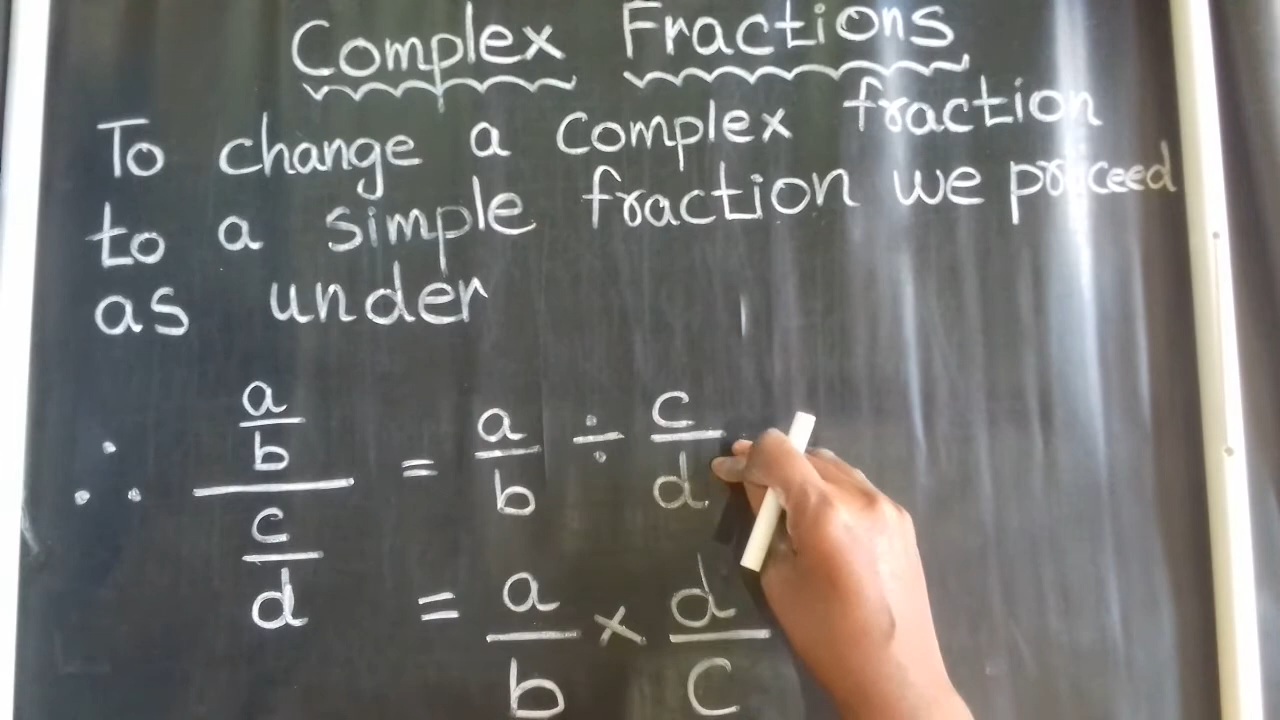 Complex Fractions
To change a complex fraction
to a simple fraction we proceed
as under
∴ a/b / c/d = a/b ÷ c/d
= a/b × d/c